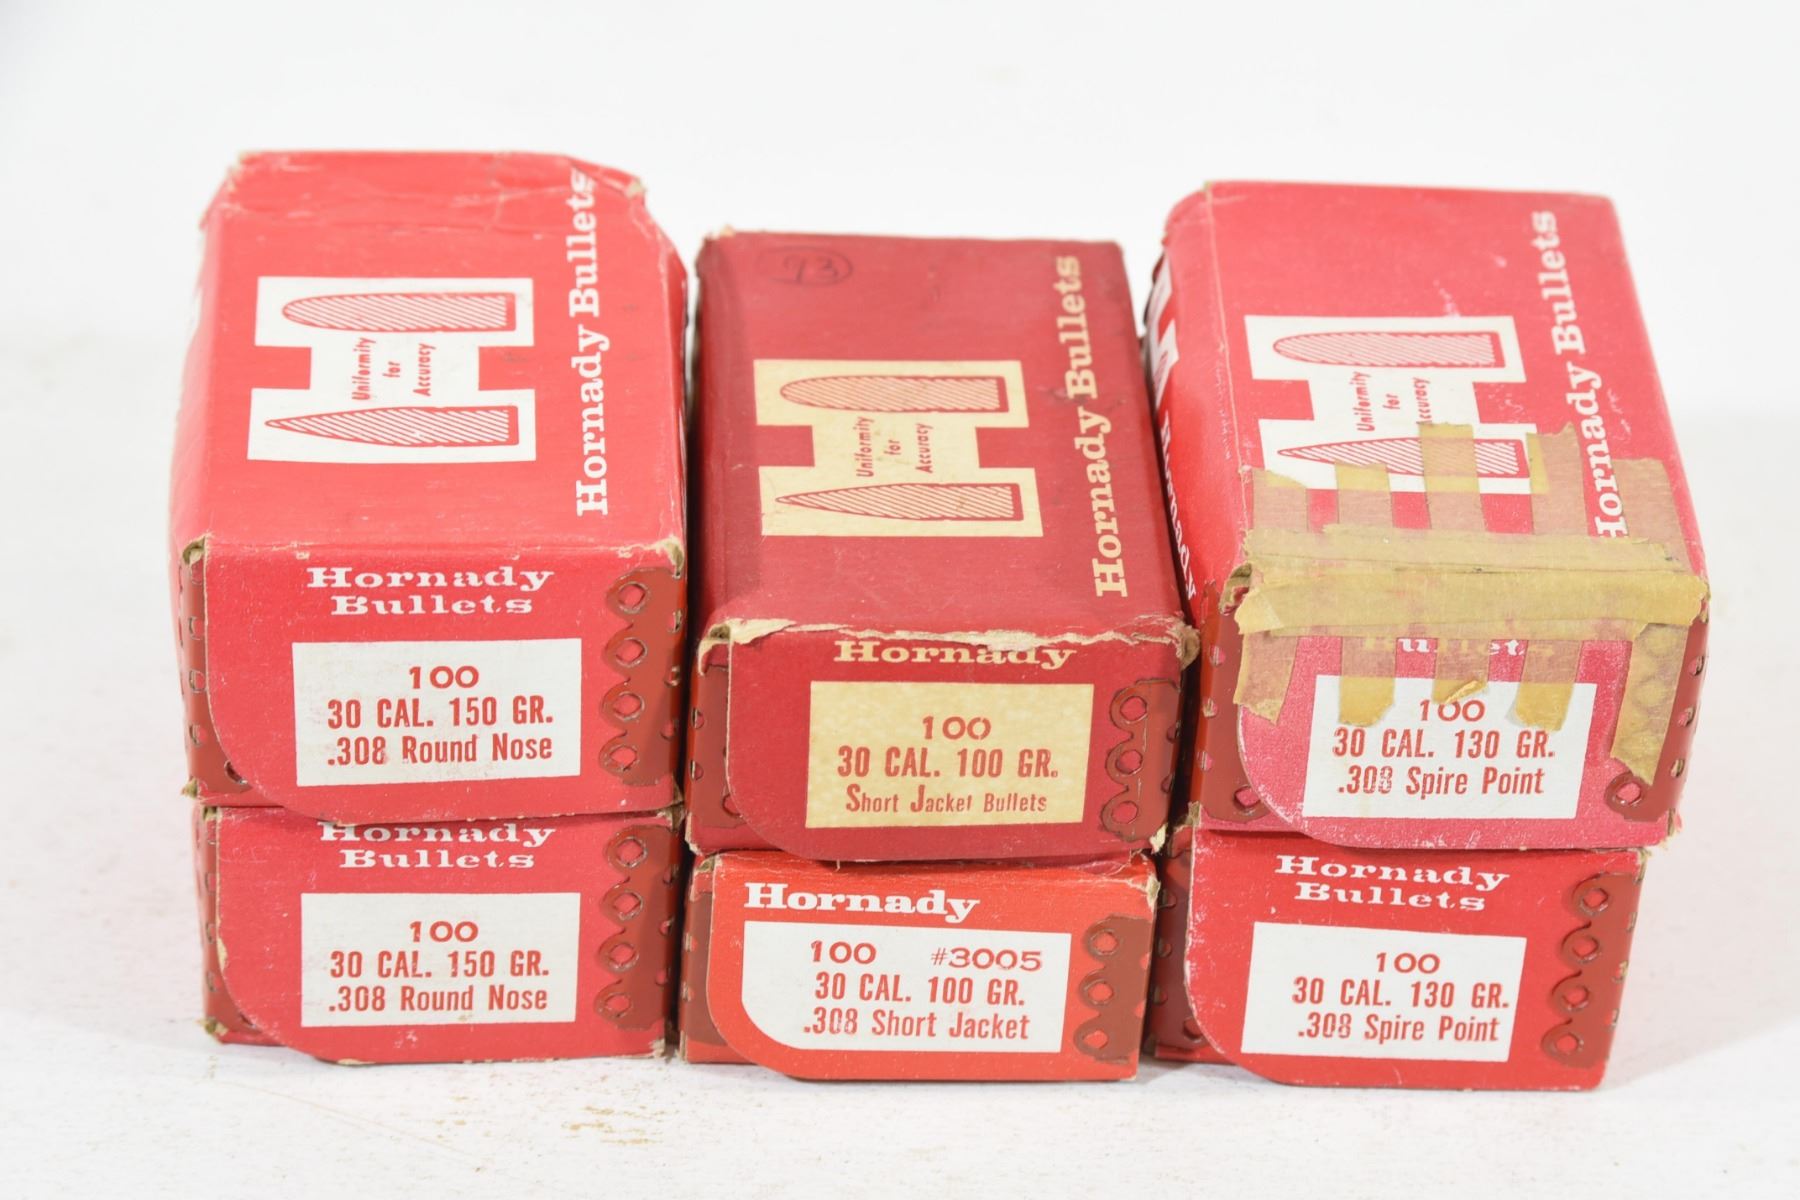 Hornady Bullets
Uniformity
for
Accuracy
Hornady
Bullets
100
30 CAL. 150 GR.
.308 Round Nose
Hornady
Bullets
100
30 CAL. 150 GR.
.308 Round Nose
93
Hornady Bullets
Uniformity
for
Accuracy
Hornady
100
30 CAL. 100 GR.
Short Jacket Bullets
Hornady
100 #3005
30 CAL. 100 GR.
.308 Short Jacket
Hornady Bullets
Uniformity
for
Accuracy
Hornady
Bullets
100
30 CAL. 130 GR.
.308 Spire Point
Hornady
Bullets
100
30 CAL. 130 GR.
.308 Spire Point